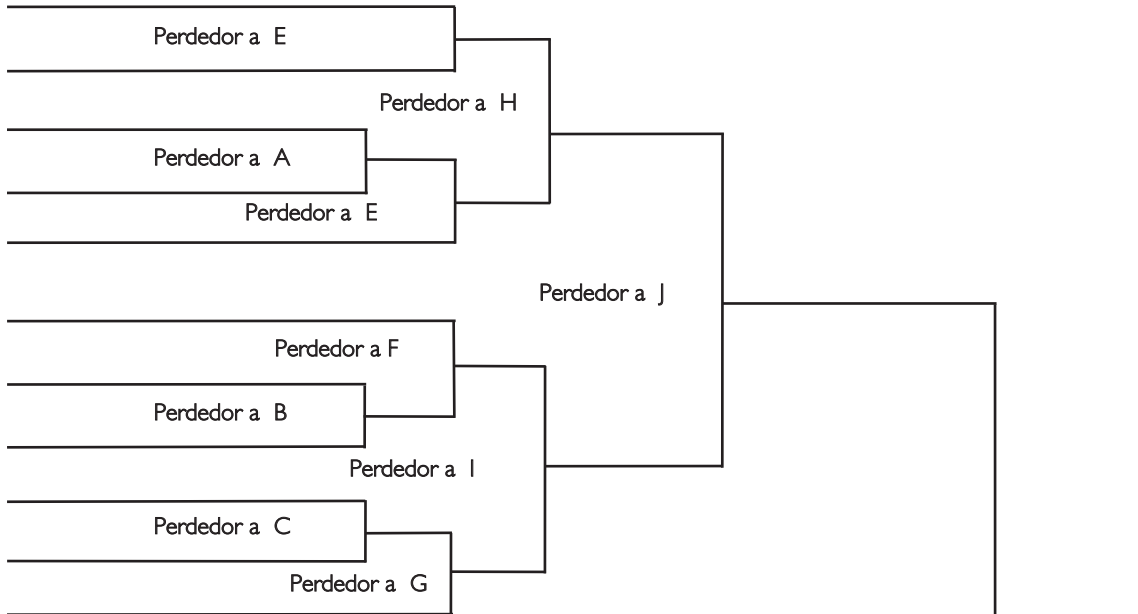 Perdedor a E
Perdedor a H
Perdedor a A
Perdedor a E
Perdedor a J
Perdedor a F
Perdedor a B
Perdedor a I
Perdedor a C
Perdedor a G